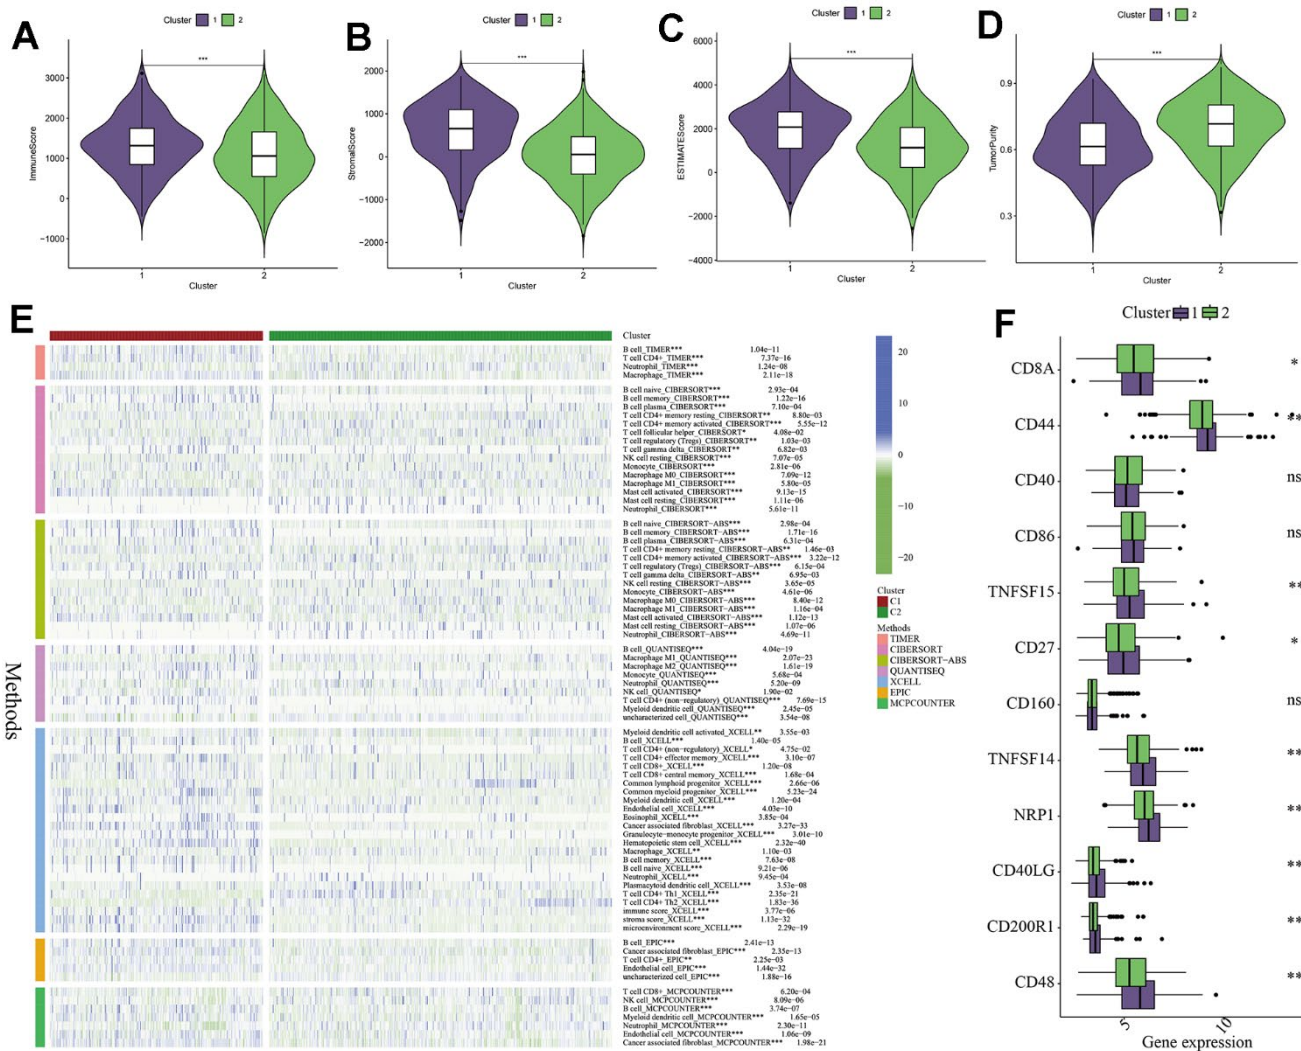 A
Cluster 1 2
ImmuneScore
3000
2000
1000
0
−1000
***
1
2
Cluster
B
Cluster 1 2
StromalScore
2000
1000
0
−1000
−2000
***
1
2
Cluster
C
Cluster 1 2
ESTIMATEScore
6000
4000
2000
0
−2000
−4000
***
1
2
Cluster
D
Cluster 1 2
TumorPurity
0.9
0.6
0.3
***
1
2
Cluster
E
Methods
Cluster
B cell_TIMER*** 1.04e−11
T cell CD4+_TIMER*** 7.37e−16
Neutrophil_TIMER*** 1.24e−08
Macrophage_TIMER*** 2.11e−18
B cell naive_CIBERSORT*** 2.93e−04
B cell memory_CIBERSORT*** 1.22e−16
B cell plasma_CIBERSORT*** 7.10e−04
T cell CD4+ memory resting_CIBERSORT** 8.80e−03
T cell CD4+ memory activated_CIBERSORT*** 5.55e−12
T cell follicular helper_CIBERSORT* 4.08e−02
T cell regulatory (Tregs)_CIBERSORT** 1.03e−03
T cell gamma delta_CIBERSORT** 6.82e−03
NK cell resting_CIBERSORT*** 7.07e−05
Monocyte_CIBERSORT*** 2.81e−06
Macrophage M0_CIBERSORT*** 7.09e−12
Macrophage M1_CIBERSORT*** 5.80e−05
Mast cell activated_CIBERSORT*** 9.13e−15
Mast cell resting_CIBERSORT*** 1.11e−06
Neutrophil_CIBERSORT*** 5.61e−11
B cell naive_CIBERSORT−ABS*** 2.98e−04
B cell memory_CIBERSORT−ABS*** 1.71e−16
B cell plasma_CIBERSORT−ABS*** 6.31e−04
T cell CD4+ memory resting_CIBERSORT−ABS** 1.46e−03
T cell CD4+ memory activated_CIBERSORT−ABS*** 3.22e−12
T cell regulatory (Tregs)_CIBERSORT−ABS*** 6.15e−04
T cell gamma delta_CIBERSORT−ABS** 6.95e−03
NK cell resting_CIBERSORT−ABS*** 3.65e−05
Monocyte_CIBERSORT−ABS*** 4.61e−06
Macrophage M0_CIBERSORT−ABS*** 8.40e−12
Macrophage M1_CIBERSORT−ABS*** 1.16e−04
Mast cell activated_CIBERSORT−ABS*** 1.12e−13
Mast cell resting_CIBERSORT−ABS*** 1.07e−06
Neutrophil_CIBERSORT−ABS*** 4.69e−11
B cell_QUANTISEQ*** 4.04e−19
Macrophage M1_QUANTISEQ*** 2.07e−23
Macrophage M2_QUANTISEQ*** 1.61e−19
Monocyte_QUANTISEQ*** 5.68e−04
Neutrophil_QUANTISEQ*** 5.20e−09
NK cell_QUANTISEQ* 1.90e−02
T cell CD4+ (non−regulatory)_QUANTISEQ*** 7.69e−15
Myeloid dendritic cell_QUANTISEQ*** 2.45e−05
uncharacterized cell_QUANTISEQ*** 3.54e−08
Myeloid dendritic cell activated_XCELL** 3.55e−03
B cell_XCELL*** 1.40e−05
T cell CD4+ (non−regulatory)_XCELL* 4.75e−02
T cell CD4+ effector memory_XCELL*** 3.10e−07
T cell CD8+_XCELL*** 1.20e−08
T cell CD8+ central memory_XCELL*** 1.68e−04
Common lymphoid progenitor_XCELL*** 2.66e−06
Common myeloid progenitor_XCELL*** 5.23e−24
Myeloid dendritic cell_XCELL*** 1.20e−04
Endothelial cell_XCELL*** 4.03e−10
Eosinophil_XCELL*** 3.85e−04
Cancer associated fibroblast_XCELL*** 3.27e−33
Granulocyte−monocyte progenitor_XCELL*** 3.01e−10
Hematopoietic stem cell_XCELL*** 2.32e−40
Macrophage_XCELL** 1.10e−03
B cell memory_XCELL*** 7.63e−08
B cell naive_XCELL*** 9.21e−06
Neutrophil_XCELL*** 9.45e−04
Plasmacytoid dendritic cell_XCELL*** 3.53e−08
T cell CD4+ Th1_XCELL*** 2.35e−21
T cell CD4+ Th2_XCELL*** 1.83e−36
immune score_XCELL*** 3.77e−06
stroma score_XCELL*** 1.13e−32
microenvironment score_XCELL*** 2.29e−19
B cell_EPIC*** 2.41e−13
Cancer associated fibroblast_EPIC*** 2.35e−13
T cell CD4+_EPIC** 2.25e−03
Endothelial cell_EPIC*** 1.44e−32
uncharacterized cell_EPIC*** 1.88e−16
T cell CD8+_MCPCOUNTER*** 6.20e−04
NK cell_MCPCOUNTER*** 8.09e−06
B cell_MCPCOUNTER*** 3.74e−07
Myeloid dendritic cell_MCPCOUNTER*** 1.65e−05
Neutrophil_MCPCOUNTER*** 2.30e−11
Endothelial cell_MCPCOUNTER*** 1.06e−09
Cancer associated fibroblast_MCPCOUNTER*** 1.98e−21
20
10
0
−10
−20
Cluster
C1
C2
Methods
TIMER
CIBERSORT
CIBERSORT−ABS
QUANTISEQ
XCELL
EPIC
MCPCOUNTER
F
Cluster 1 2
CD8A *
CD44 **
CD40 ns
CD86 ns
TNFSF15 **
CD27 *
CD160 ns
TNFSF14 **
NRP1 **
CD40LG **
CD200R1 **
CD48 **
5
10
Gene expression